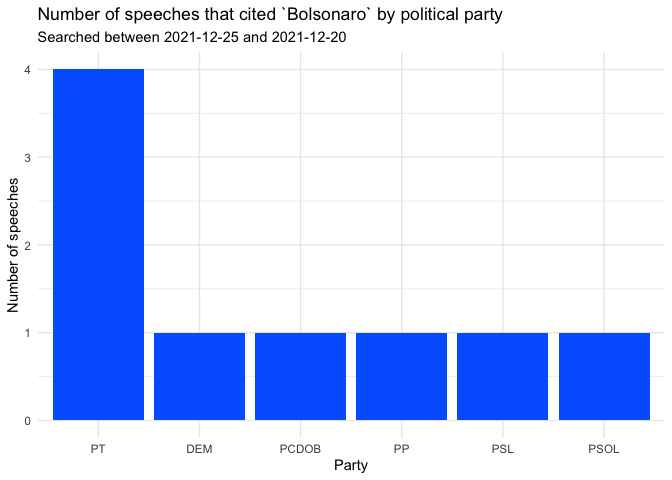 Number of speeches that cited `Bolsonaro` by political party
Searched between 2021-12-25 and 2021-12-20
Number of speeches
4
3
2
1
0
PT DEM PCDOB PP PSL PSOL
Party